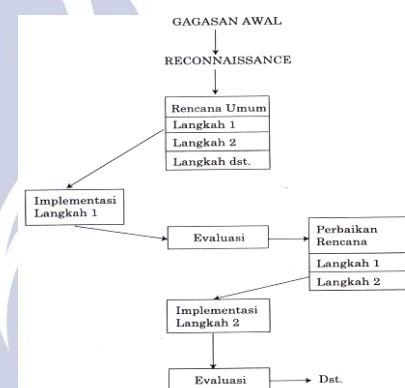 GAGASAN AWAL
RECONNAISSANCE
Rencana Umum
Langkah 1
Langkah 2
Langkah dst.
Implementasi
Langkah 1
Evaluasi
Perbaikan
Rencana
Langkah 1
Langkah 2
Implementasi
Langkah 2
Evaluasi
Dst.